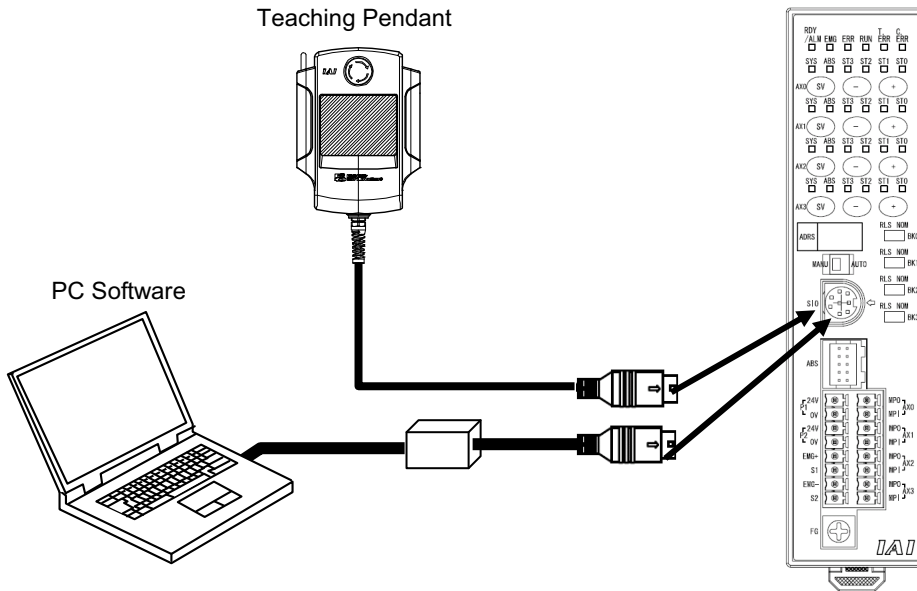 Teaching Pendant
IAI
PC Software
RDY
/ALM EMG ERR RUN T. ERR C. ERR
SYS ABS ST3 ST2 ST1 ST0
AX0 SV - +
SYS ABS ST3 ST2 ST1 ST0
AX1 SV - +
SYS ABS ST3 ST2 ST1 ST0
AX2 SV - +
SYS ABS ST3 ST2 ST1 ST0
AX3 SV - +
ADRS
RLS NOM
BK0
MANU AUTO
RLS NOM
BK1
RLS NOM
BK2
SIO
RLS NOM
BK3
ABS
P1 24V MPO AX0
0V MPI
P2 24V MPO AX1
0V MPI
EMG+ MPO AX2
S1 MPI
EMG- MPO AX3
S2 MPI
FG
IAI